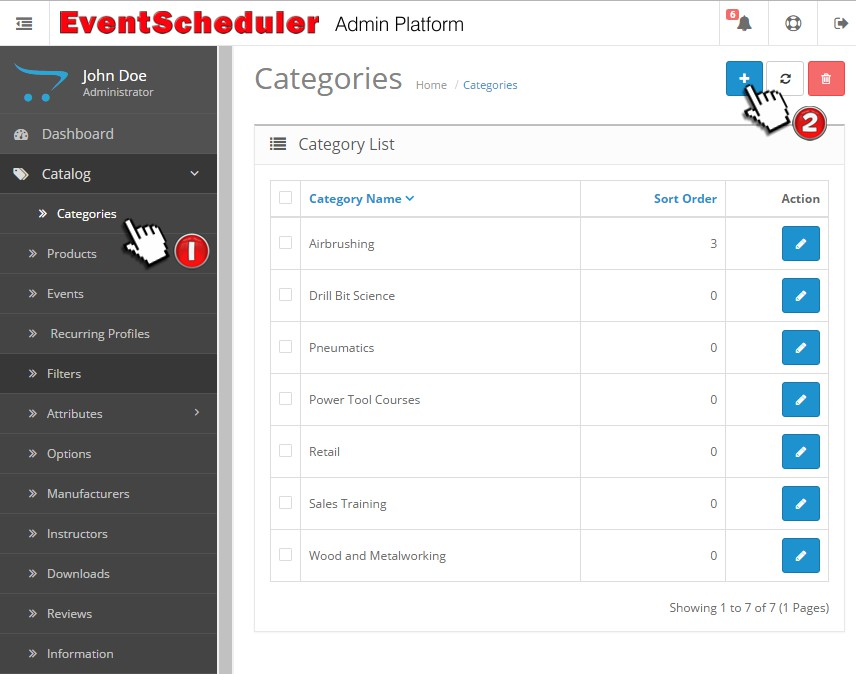 EventScheduler Admin Platform
6
John Doe
Administrator
Dashboard
Catalog
Categories
1
Products
Events
Recurring Profiles
Filters
Attributes
Options
Manufacturers
Instructors
Downloads
Reviews
Information
Categories Home / Categories
2
Category List
Category Name Sort Order Action
Airbrushing 3
Drill Bit Science 0
Pneumatics 0
Power Tool Courses 0
Retail 0
Sales Training 0
Wood and Metalworking 0
Showing 1 to 7 of 7 (1 Pages)